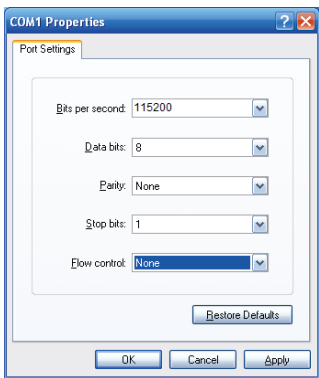 COM1 Properties
Port Settings
Bits per second: 115200
Data bits: 8
Parity: None
Stop bits: 1
Flow control: None
Restore Defaults
OK Cancel Apply